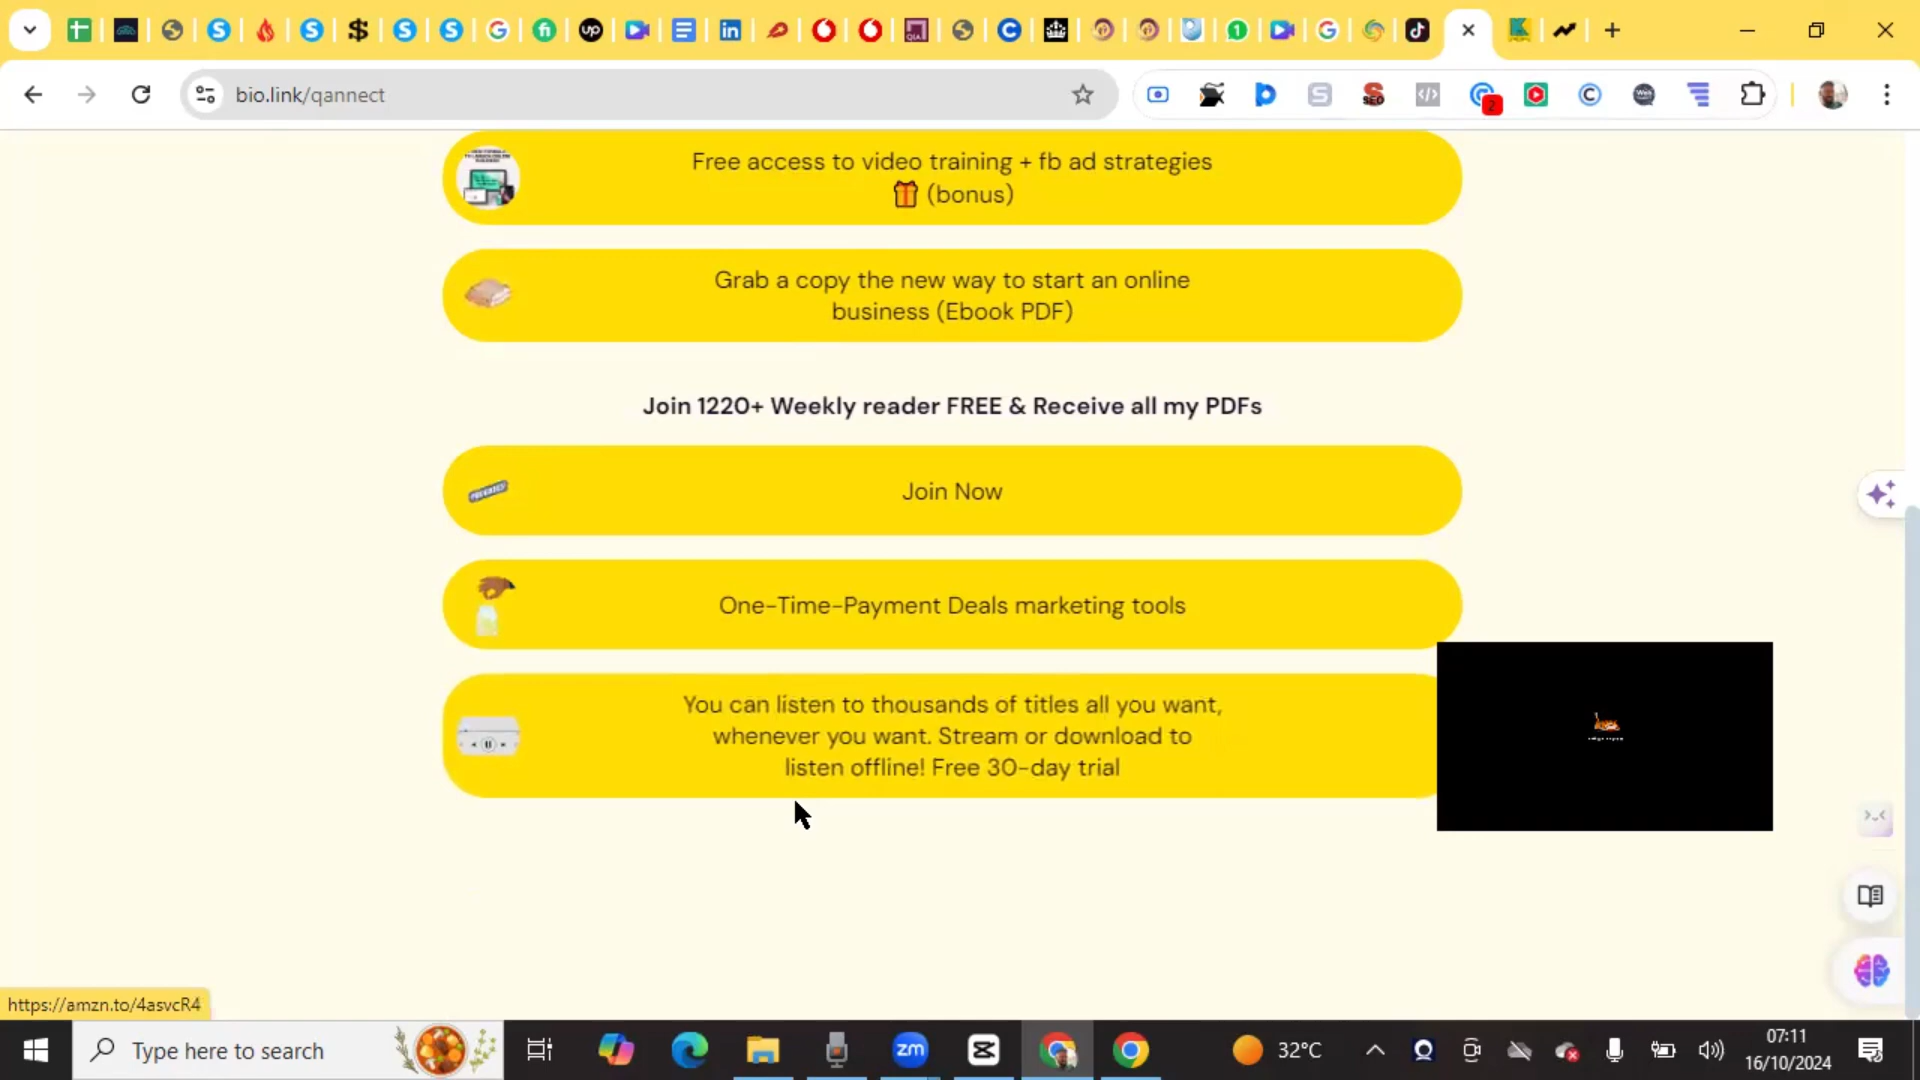 bio.link/qannect
2
Free access to video training + fb ad strategies
🎁 (bonus)
Grab a copy the new way to start an online
business (Ebook PDF)
Join 1220+ Weekly reader FREE & Receive all my PDFs
Join Now
One-Time-Payment Deals marketing tools
You can listen to thousands of titles all you want,
whenever you want. Stream or download to
listen offline! Free 30-day trial
https://amzn.to/4asvcR4
Type here to search
zm
32°C
07:11
16/10/2024